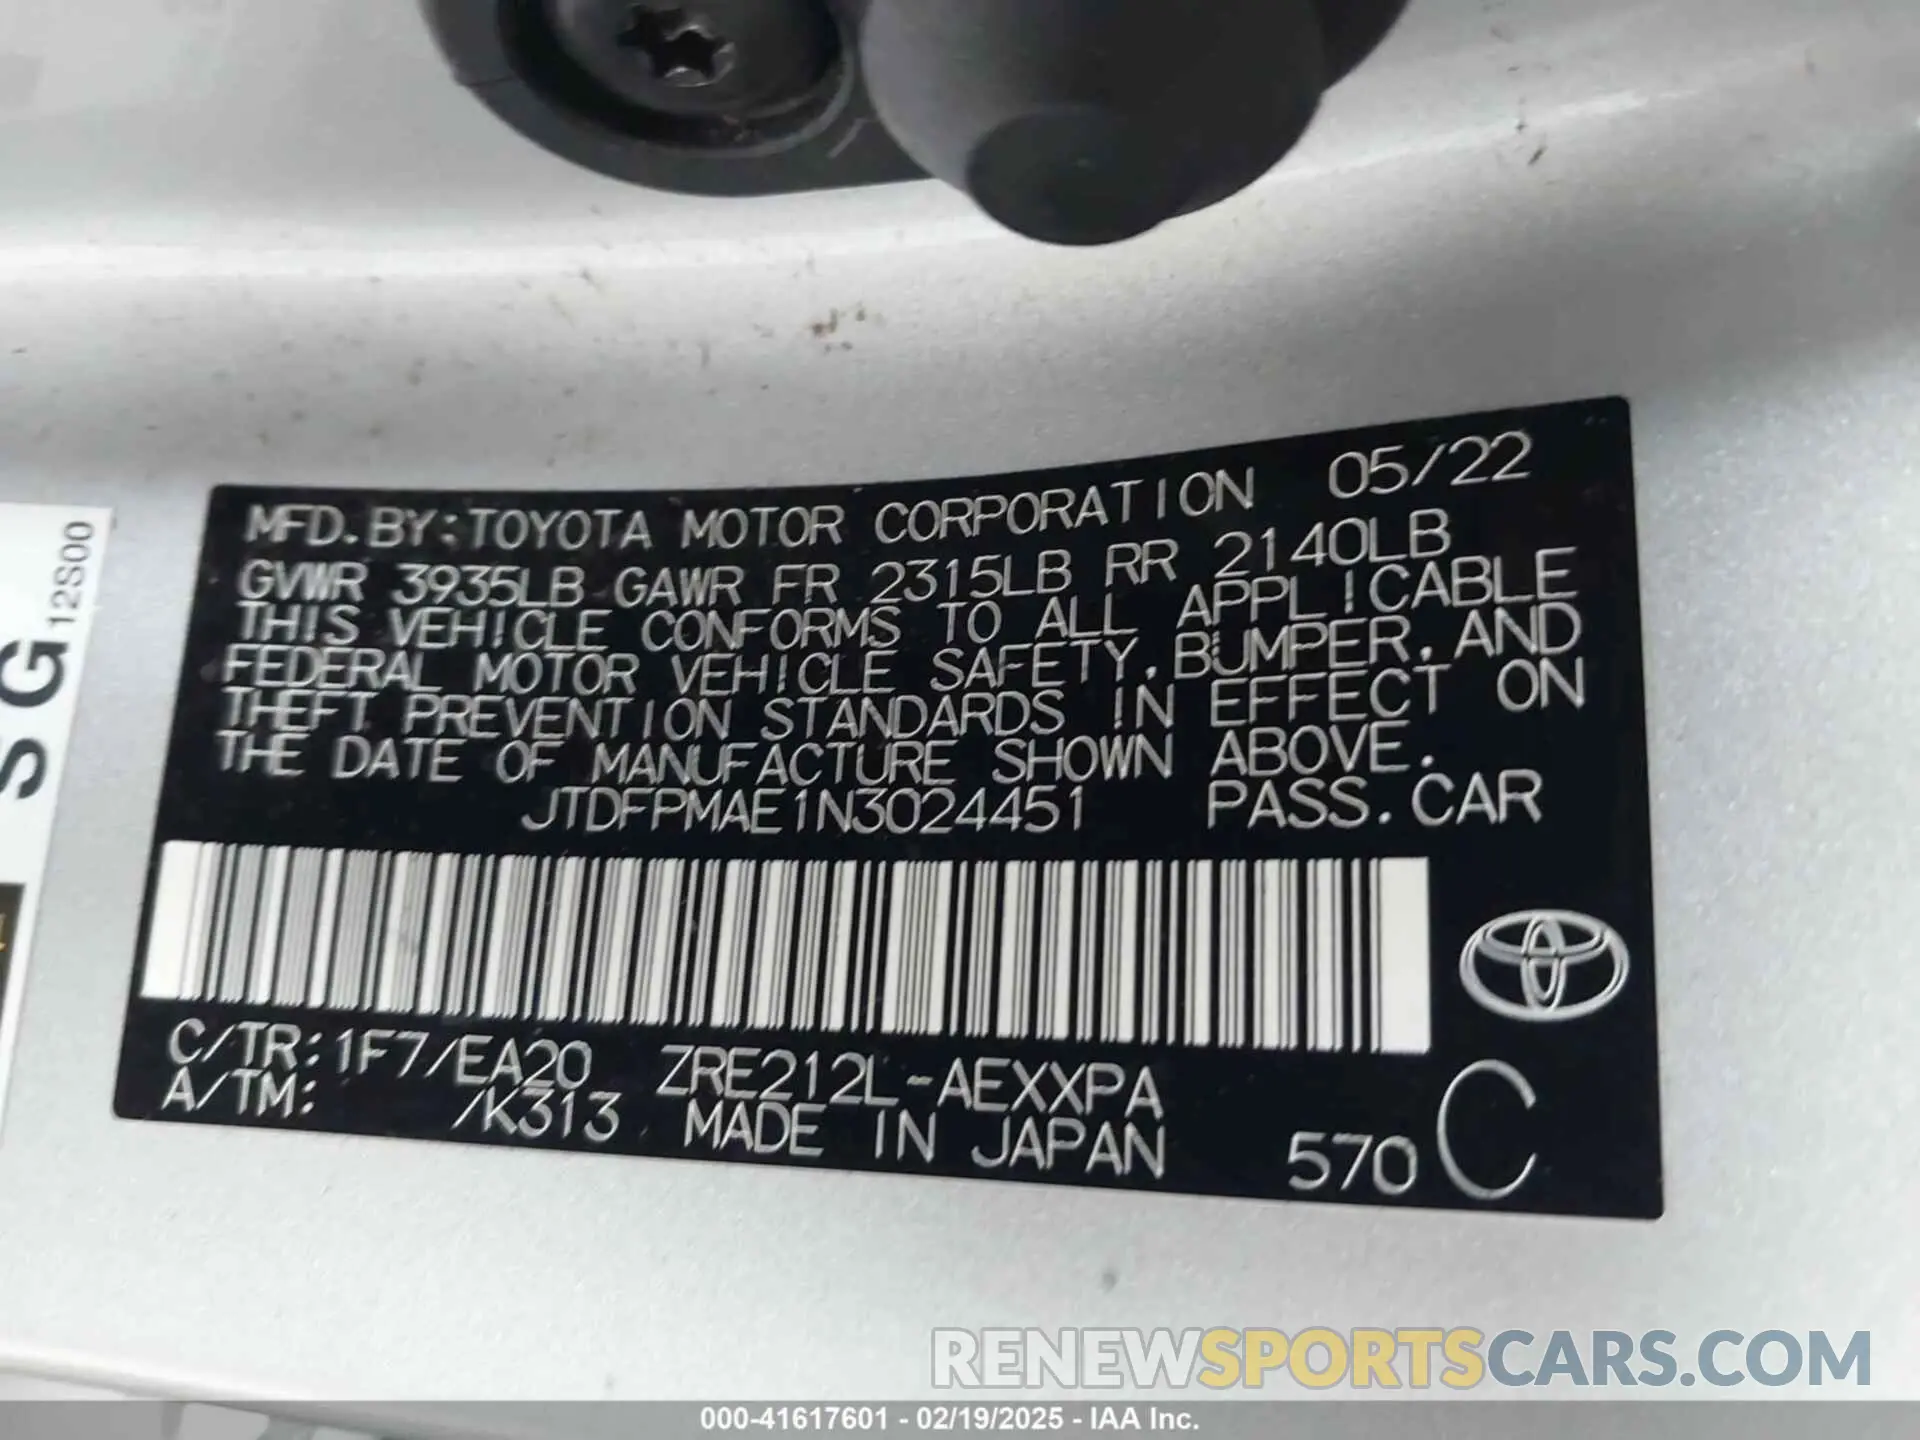 MFD.BY:TOYOTA MOTOR CORPORATION 05/22
GVWR 3935LB GAWR FR 2315LB RR 2140LB
THIS VEHICLE CONFORMS TO ALL APPLICABLE
FEDERAL MOTOR VEHICLE SAFETY,BUMPER,AND
THEFT PREVENTION STANDARDS IN EFFECT ON
THE DATE OF MANUFACTURE SHOWN ABOVE.
JTDFPMAE1N3024451 PASS.CAR
C/TR:1F7/EA20 ZRE212L-AEXXPA
A/TM: /K313 MADE IN JAPAN 570 C
SG
12S00
RENEWSPORTSCARS.COM
000-41617601 - 02/19/2025 - IAA Inc.